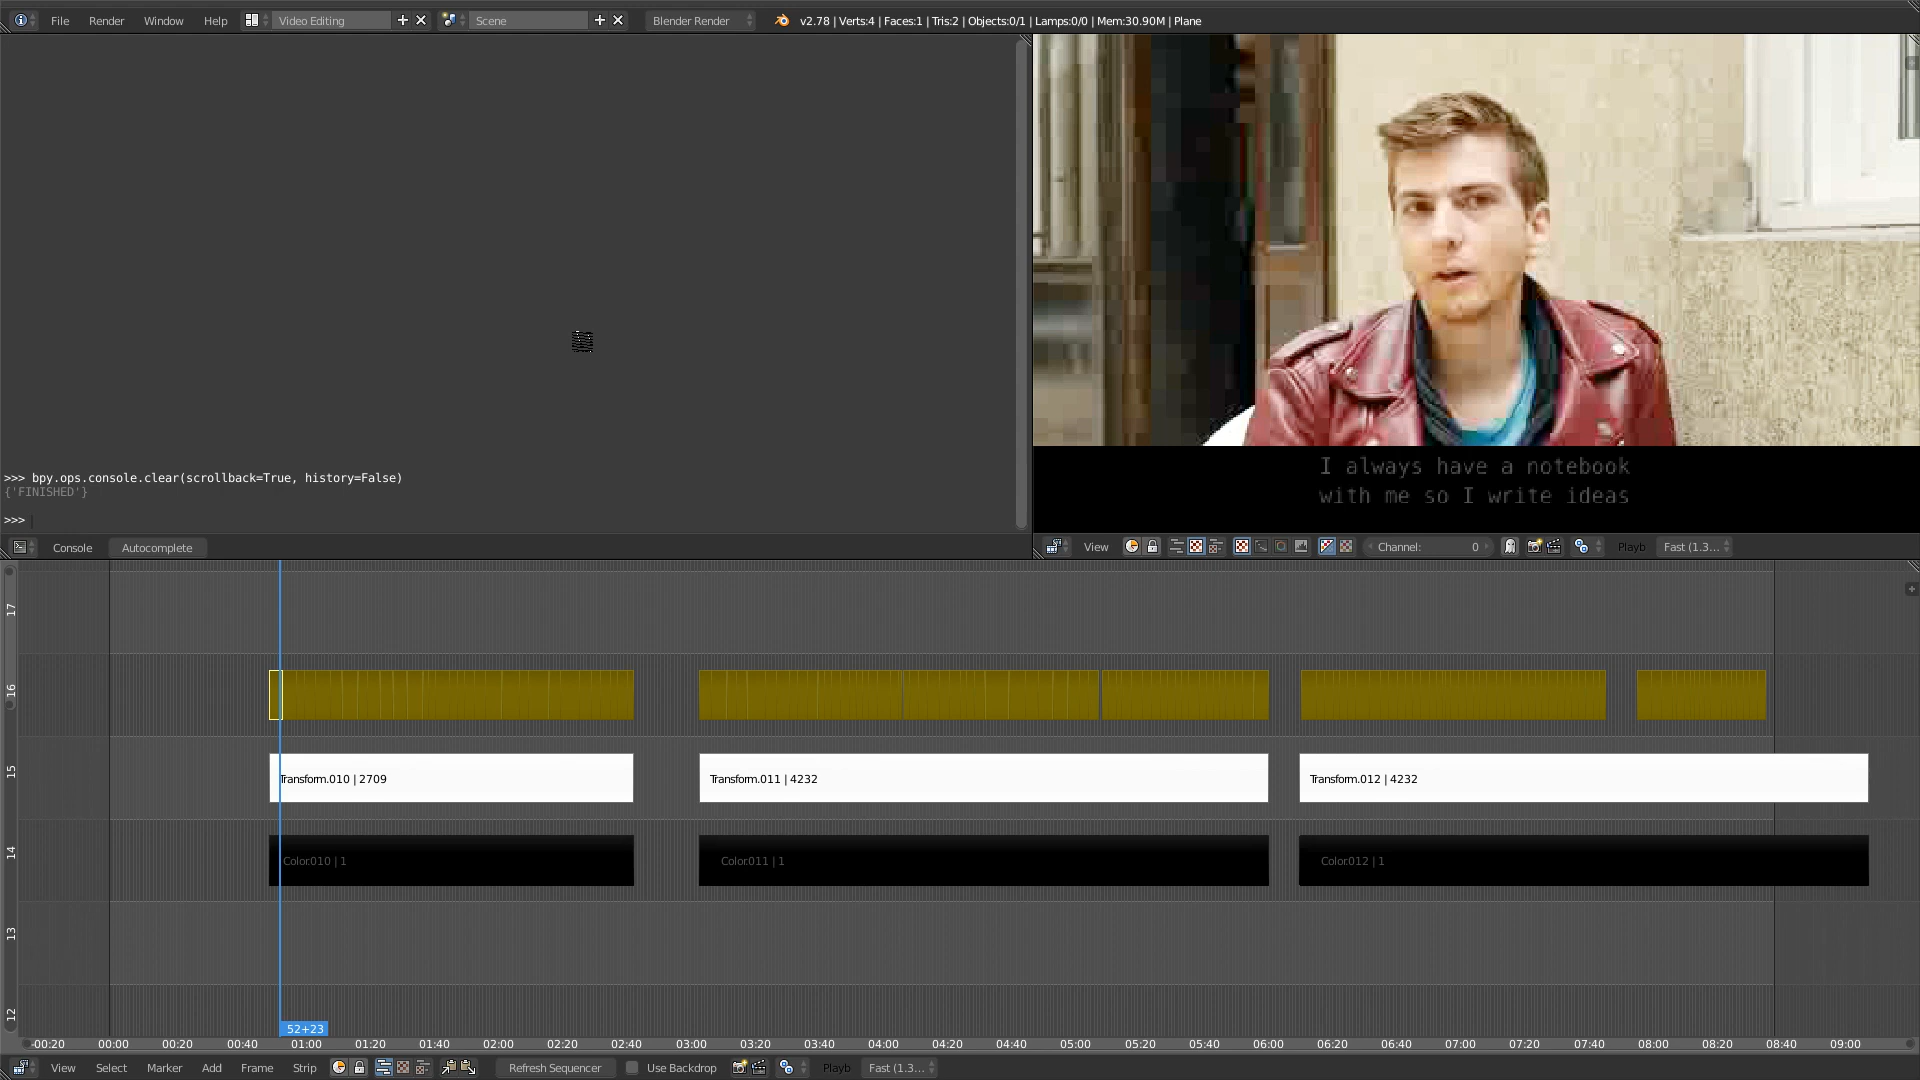 File Render Window Help Video Editing Scene Blender Render v2.78 | Verts:4 | Faces:1 | Tris:2 | Objects:0/1 | Lamps:0/0 | Mem:30.90M | Plane
>>> bpy.ops.console.clear(scrollback=True, history=False)
{'FINISHED'}
>>>
Console Autocomplete
I always have a notebook
with me so I write ideas
View Channel: 0 Playb Fast (1.3...
17
16
15
Transform.010 | 2709 Transform.011 | 4232 Transform.012 | 4232
14
Color.010 | 1 Color.011 | 1 Color.012 | 1
13
12
52+23
-00:20 00:00 00:20 00:40 01:00 01:20 01:40 02:00 02:20 02:40 03:00 03:20 03:40 04:00 04:20 04:40 05:00 05:20 05:40 06:00 06:20 06:40 07:00 07:20 07:40 08:00 08:20 08:40 09:00
View Select Marker Add Frame Strip Refresh Sequencer Use Backdrop Playb Fast (1.3...